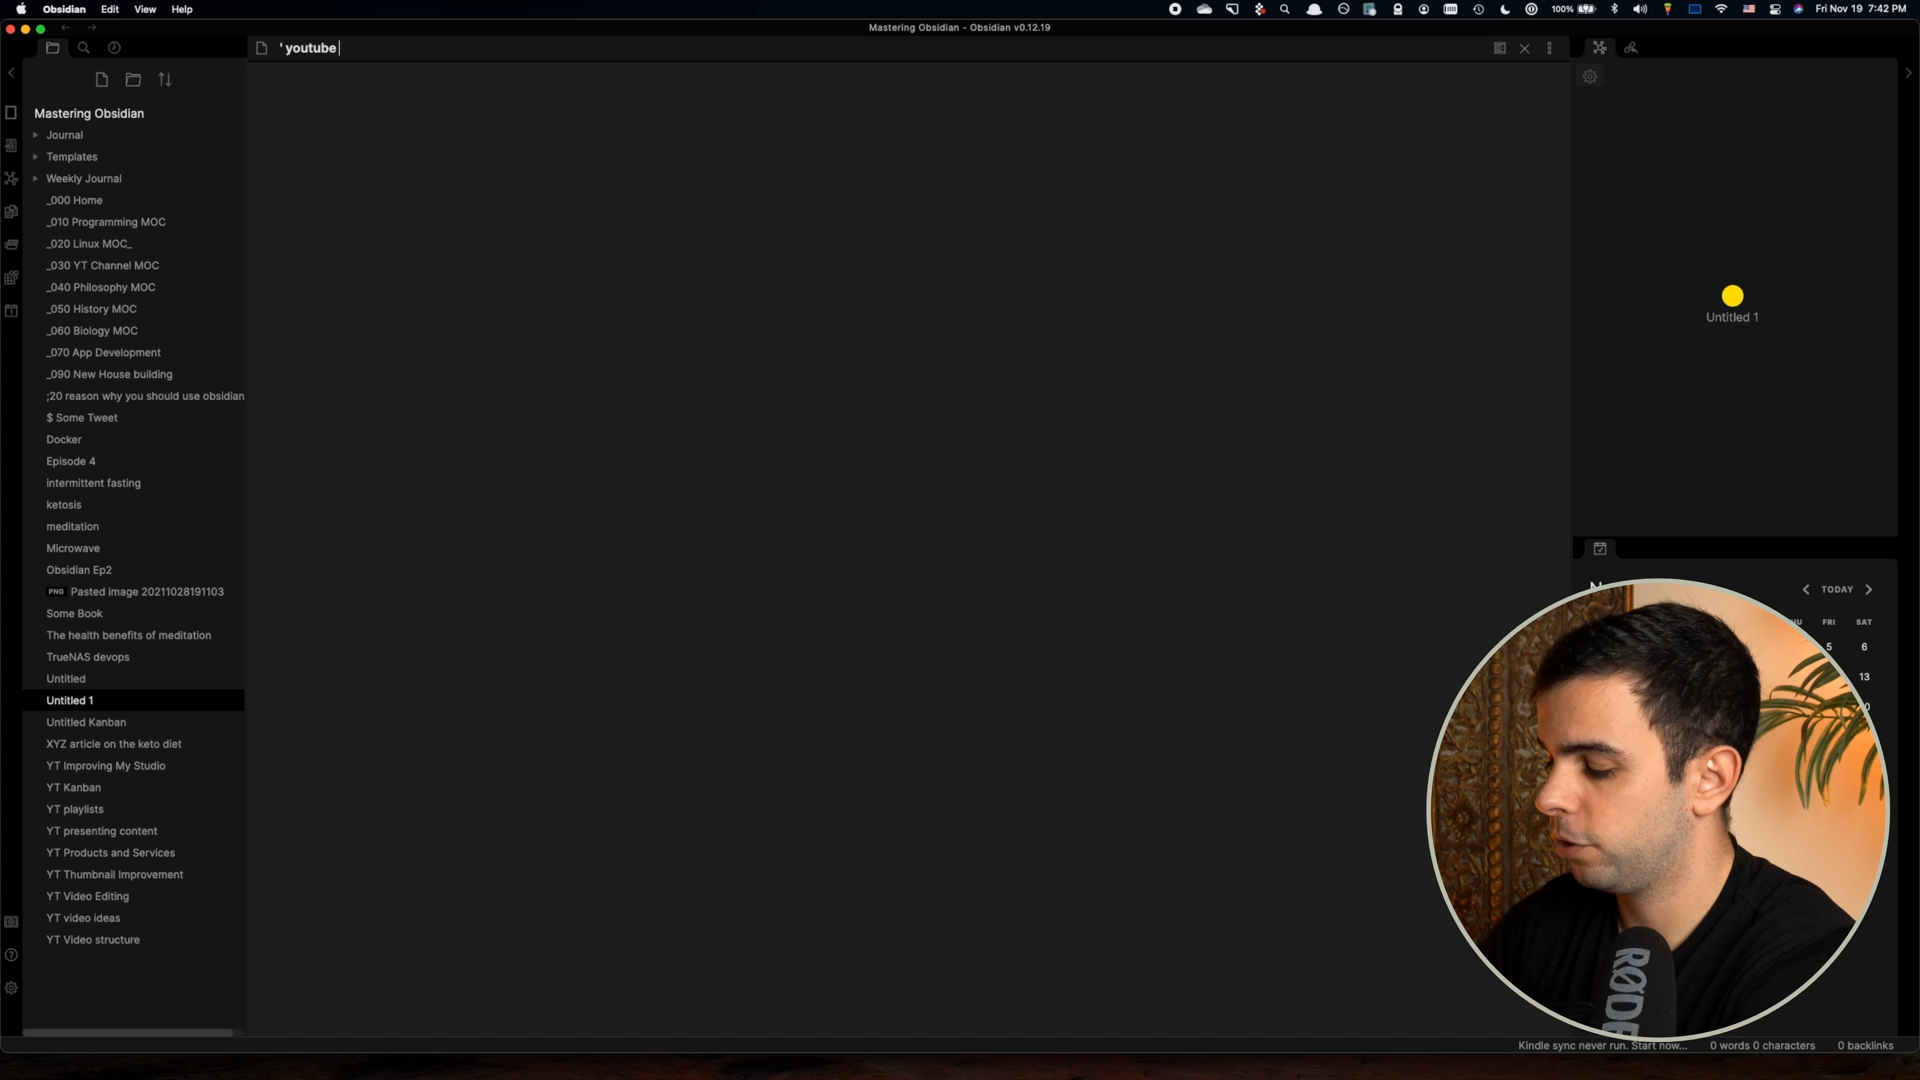 Obsidian Edit View Help
100%
Fri Nov 19 7:42 PM
Mastering Obsidian - Obsidian v0.12.19
' youtube
Mastering Obsidian
Journal
Templates
Weekly Journal
_000 Home
_010 Programming MOC
_020 Linux MOC_
_030 YT Channel MOC
_040 Philosophy MOC
_050 History MOC
_060 Biology MOC
_070 App Development
_090 New House building
;20 reason why you should use obsidian
$ Some Tweet
Docker
Episode 4
intermittent fasting
ketosis
meditation
Microwave
Obsidian Ep2
PNG Pasted image 20211028191103
Some Book
The health benefits of meditation
TrueNAS devops
Untitled
Untitled 1
Untitled Kanban
XYZ article on the keto diet
YT Improving My Studio
YT Kanban
YT playlists
YT presenting content
YT Products and Services
YT Thumbnail Improvement
YT Video Editing
YT video ideas
YT Video structure
Untitled 1
TODAY
FRI SAT
5 6
13
RØDE
Kindle sync never run. Start now...
0 words 0 characters
0 backlinks